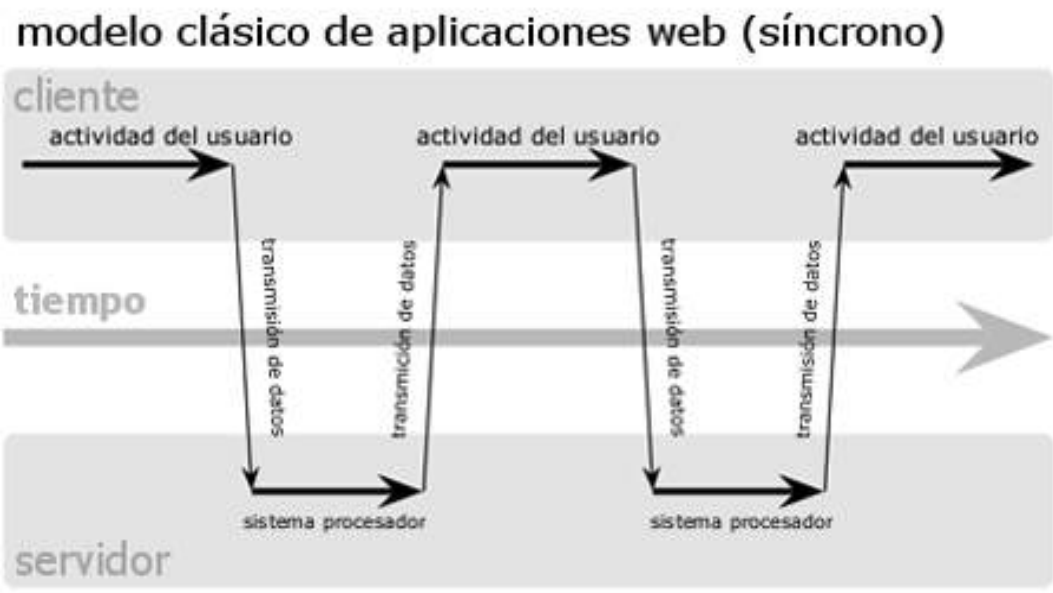 modelo clásico de aplicaciones web (síncrono)
cliente
actividad del usuario
actividad del usuario
actividad del usuario
transmisión de datos
transmición de datos
transmisión de datos
transmisión de datos
tiempo
sistema procesador
sistema procesador
servidor